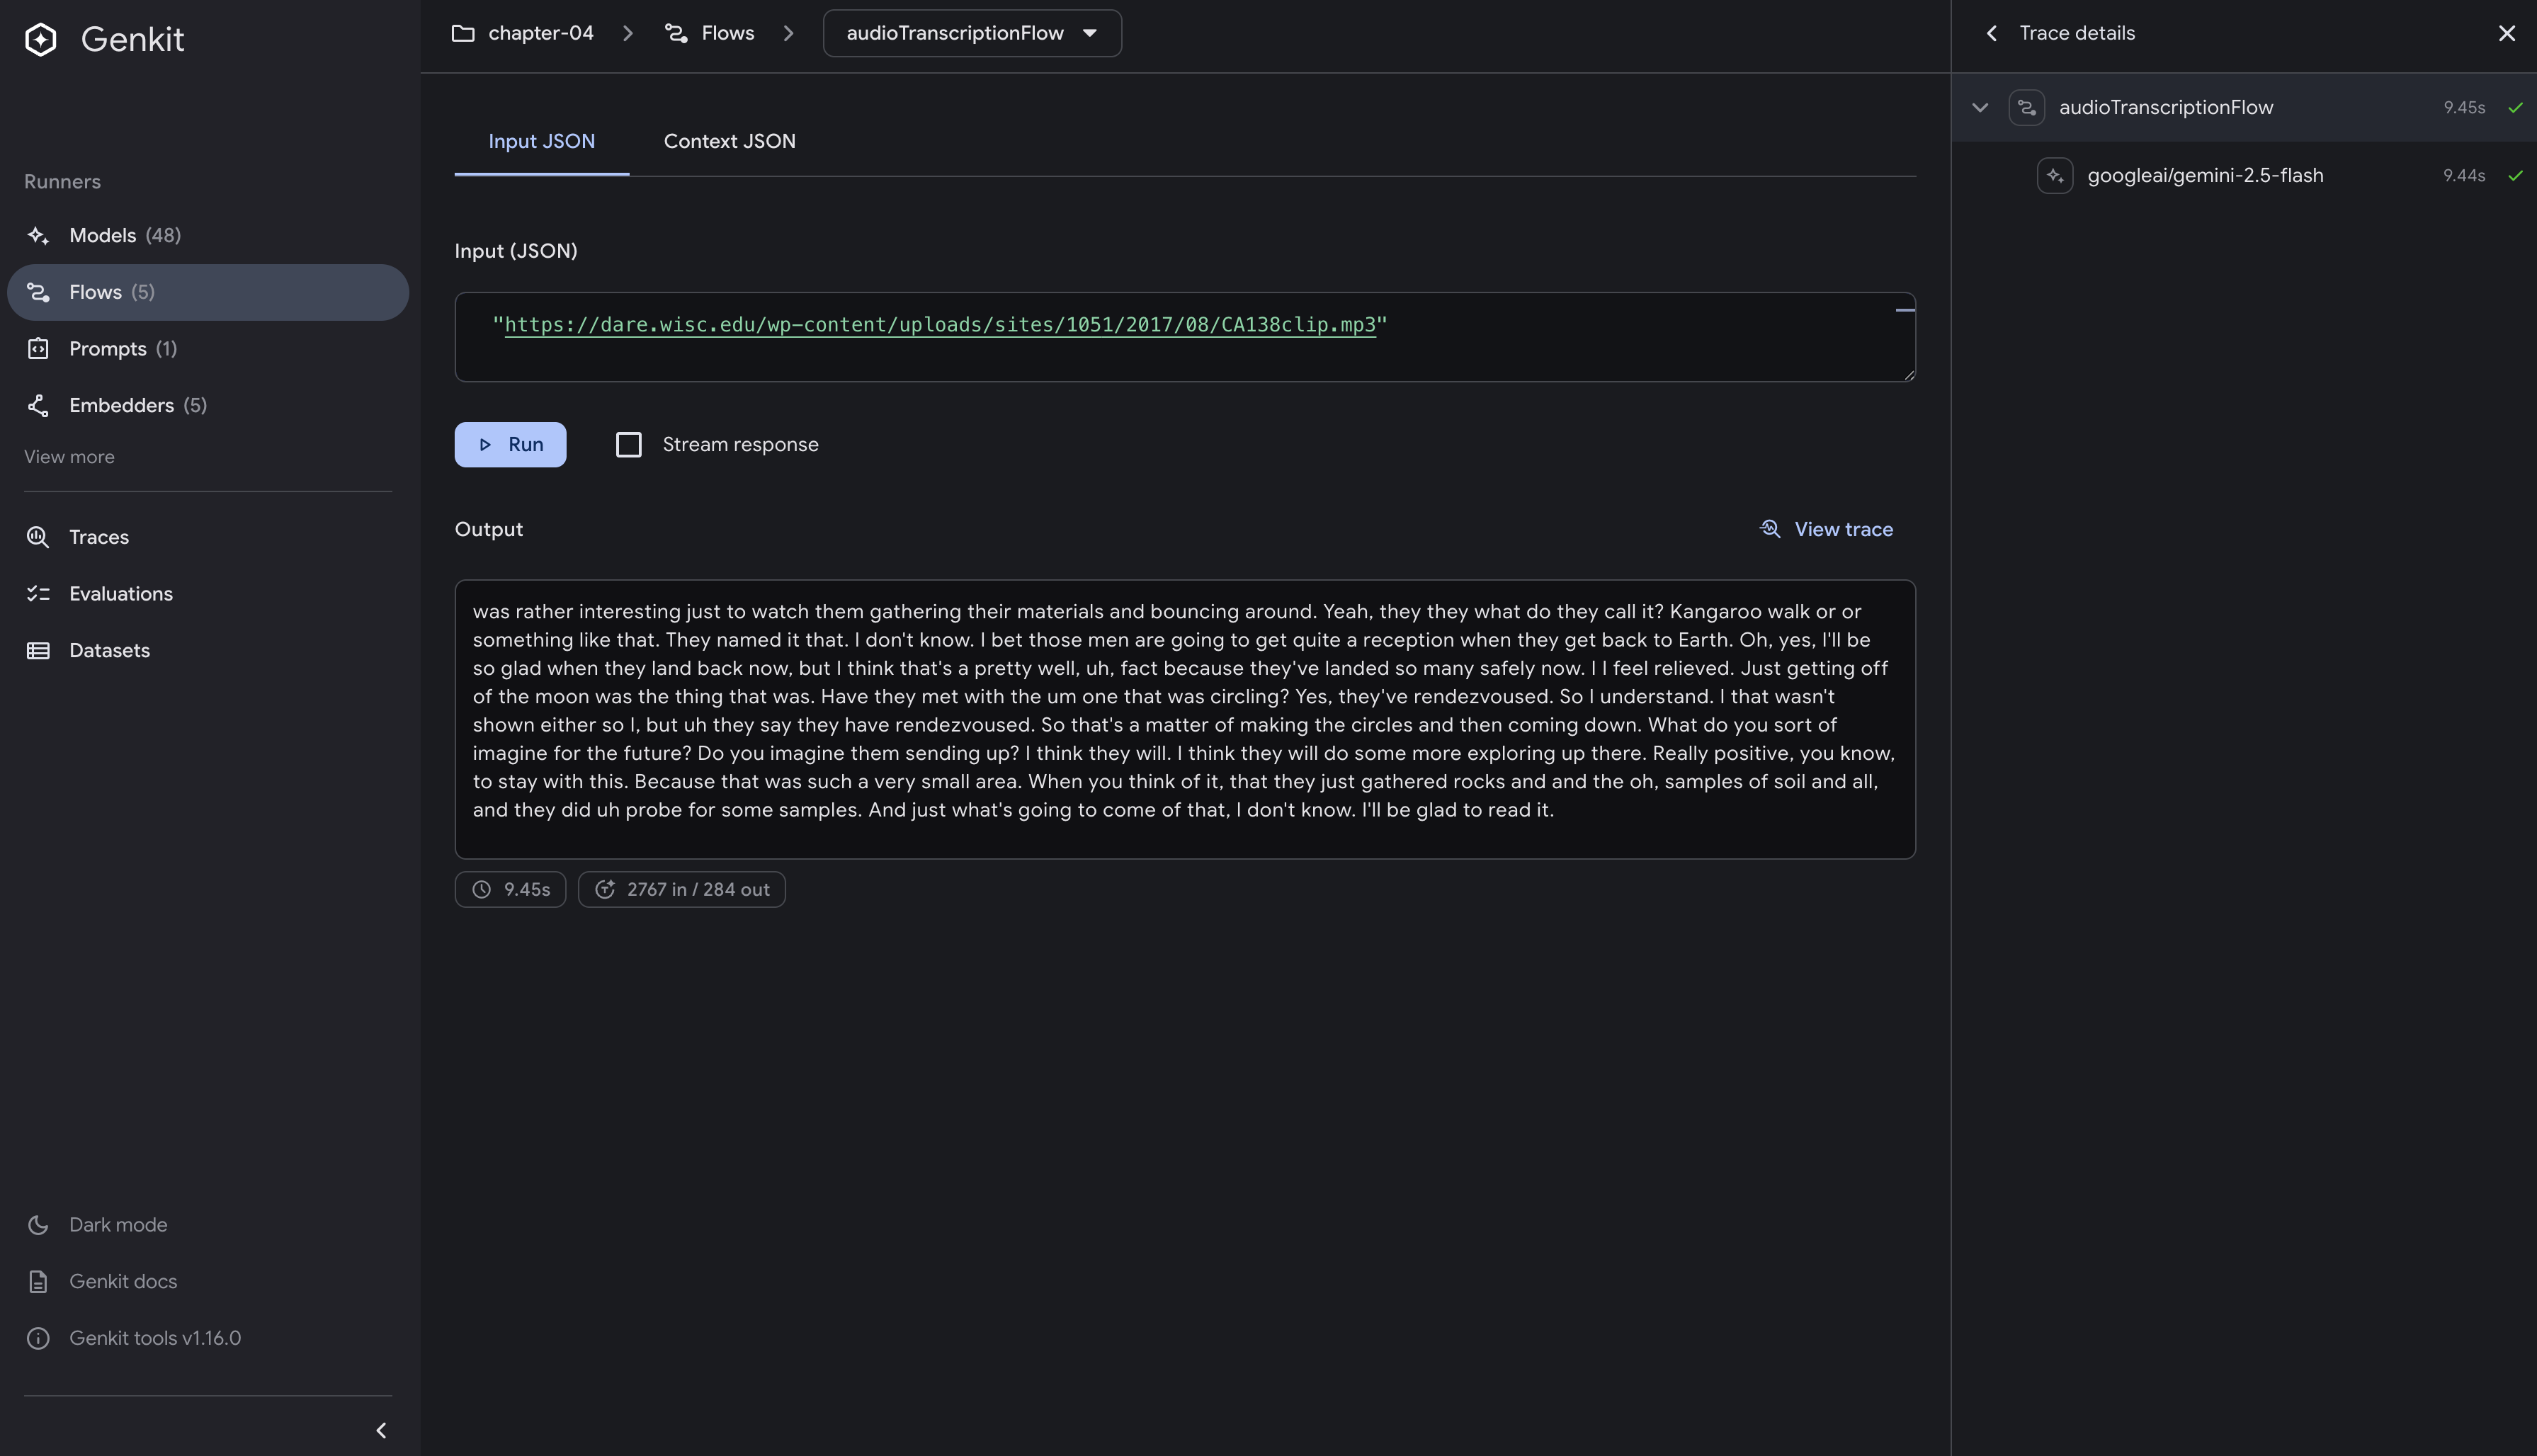 Genkit
Runners
Models (48)
Flows (5)
Prompts (1)
Embedders (5)
View more
Traces
Evaluations
Datasets
Dark mode
Genkit docs
Genkit tools v1.16.0
chapter-04
Flows
audioTranscriptionFlow
Input JSON
Context JSON
Input (JSON)
"https://dare.wisc.edu/wp-content/uploads/sites/1051/2017/08/CA138clip.mp3"
Run
Stream response
Output
View trace
was rather interesting just to watch them gathering their materials and bouncing around. Yeah, they they what do they call it? Kangaroo walk or or
something like that. They named it that. I don't know. I bet those men are going to get quite a reception when they get back to Earth. Oh, yes, I'll be
so glad when they land back now, but I think that's a pretty well, uh, fact because they've landed so many safely now. I I feel relieved. Just getting off
of the moon was the thing that was. Have they met with the um one that was circling? Yes, they've rendezvoused. So I understand. I that wasn't
shown either so I, but uh they say they have rendezvoused. So that's a matter of making the circles and then coming down. What do you sort of
imagine for the future? Do you imagine them sending up? I think they will. I think they will do some more exploring up there. Really positive, you know,
to stay with this. Because that was such a very small area. When you think of it, that they just gathered rocks and and the oh, samples of soil and all,
and they did uh probe for some samples. And just what's going to come of that, I don't know. I'll be glad to read it.
9.45s
2767 in / 284 out
Trace details
audioTranscriptionFlow 9.45s
googleai/gemini-2.5-flash 9.44s